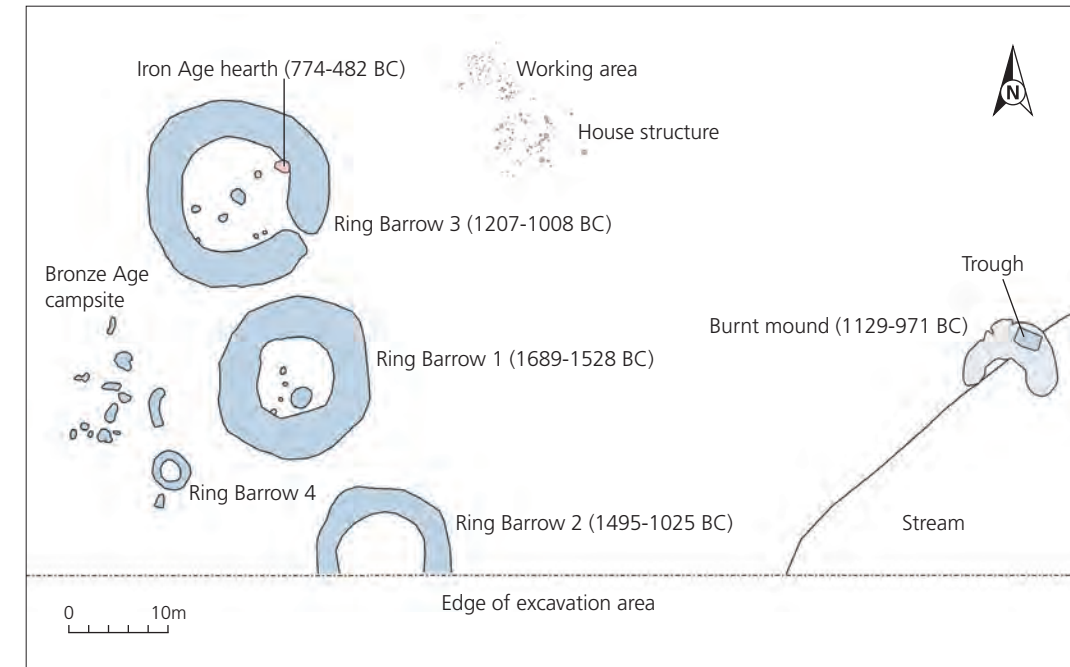 Iron Age hearth (774-482 BC)
Working area
N
House structure
Ring Barrow 3 (1207-1008 BC)
Bronze Age
campsite
Trough
Burnt mound (1129-971 BC)
Ring Barrow 1 (1689-1528 BC)
Ring Barrow 4
Ring Barrow 2 (1495-1025 BC)
Stream
Edge of excavation area
0 10m